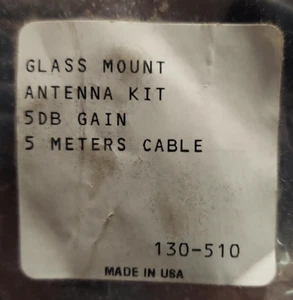 GLASS MOUNT
ANTENNA KIT
5DB GAIN
5 METERS CABLE
130-510
MADE IN USA